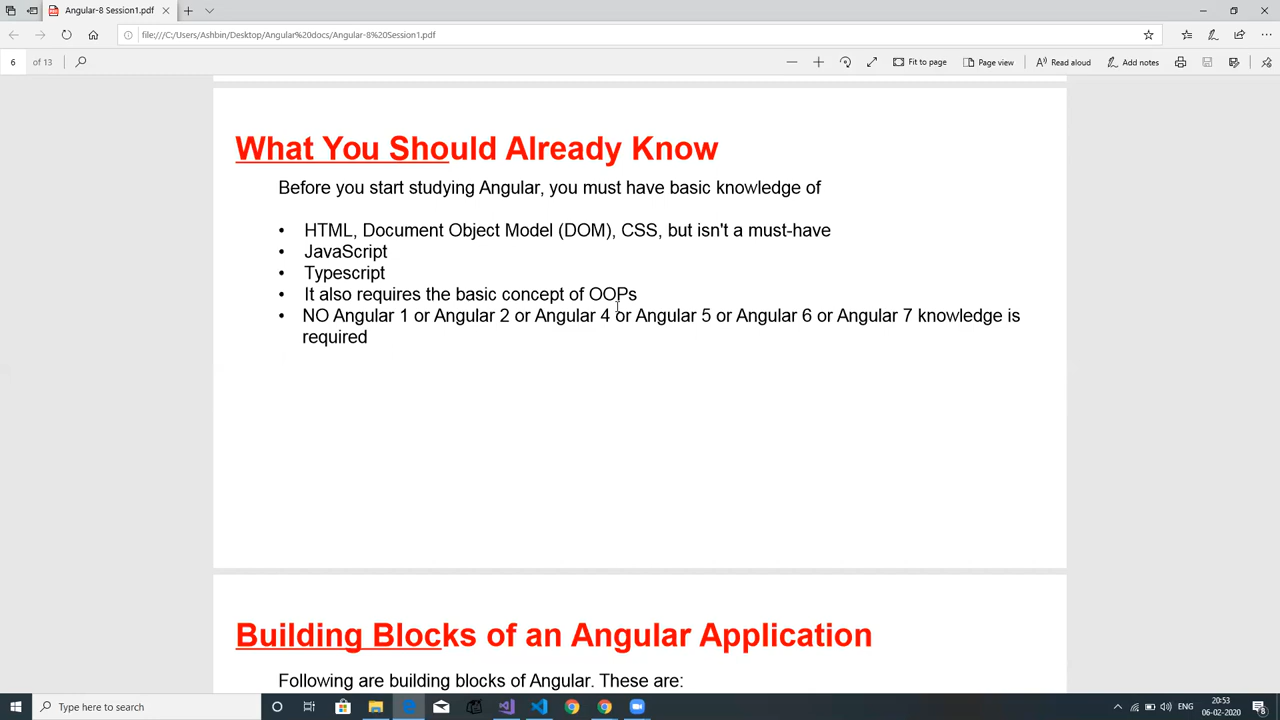 Angular-8 Session1.pdf
file:///C:/Users/Ashbin/Desktop/Angular%20docs/Angular-8%20Session1.pdf
6 of 13 Fit to page Page view Read aloud Add notes
What You Should Already Know
Before you start studying Angular, you must have basic knowledge of
• HTML, Document Object Model (DOM), CSS, but isn't a must-have
• JavaScript
• Typescript
• It also requires the basic concept of OOPs
• NO Angular 1 or Angular 2 or Angular 4 or Angular 5 or Angular 6 or Angular 7 knowledge is
required
Building Blocks of an Angular Application
Following are building blocks of Angular. These are:
Type here to search
ENG
20:53
06-02-2020